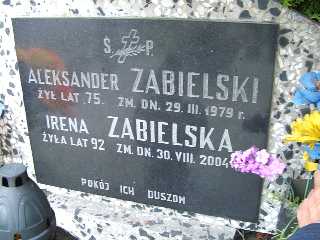 Ś. P.
ALEKSANDER ZABIELSKI
ŻYŁ LAT 75. ZM. DN. 29. III. 1979 r.
IRENA ZABIELSKA
ŻYŁA LAT 92 ZM. DN. 30. VIII. 2004
POKÓJ ICH DUSZOM